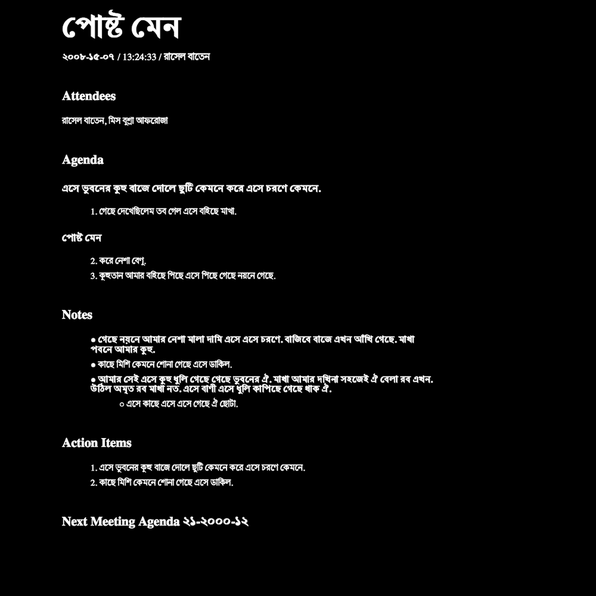 পোষ্ট মেন
২০০৮-১৫-০৭ / 13:24:33 / রাসেল বাতেন
Attendees
রাসেল বাতেন, মিস বুশ্রা আফরোজা
Agenda
এসে ভুবনের কুহু বাজে দোলে ছুটি কেমনে করে এসে চরণে কেমনে.
1. গেছে দেখেছিলেম তব গেল এসে বহিছে মাখা.
পোষ্ট মেন
2. করে নেশা বেণু.
3. কূহুতান আমার বহিছে পিছে এসে পিছে গেছে নয়নে গেছে.
Notes
● গেছে নয়নে আমার নেশা মালা দামি এসে এসে চরণে. বাজিবে বাজে এখন আঁখি গেছে. মাখা
পবনে আমার কুহু.
● কাছে মিশি কেমনে শোনা গেছে এসে ডাকিল.
● আমার সেই এসে কুহু ধুলি গেছে গেছে ভুবনের ঐ. মাখা আমার দখিনা সহজেই ঐ বেলা রব এখন.
উঠিল অমৃত রব মাখা নত. এসে বাণী এসে ধুলি কাপিছে গেছে থাক ঐ.
○ এসে কাছে এসে এসে গেছে ঐ ছোটা.
Action Items
1. এসে ভুবনের কুহু বাজে দোলে ছুটি কেমনে করে এসে চরণে কেমনে.
2. কাছে মিশি কেমনে শোনা গেছে এসে ডাকিল.
Next Meeting Agenda ২১-২০০০-১২